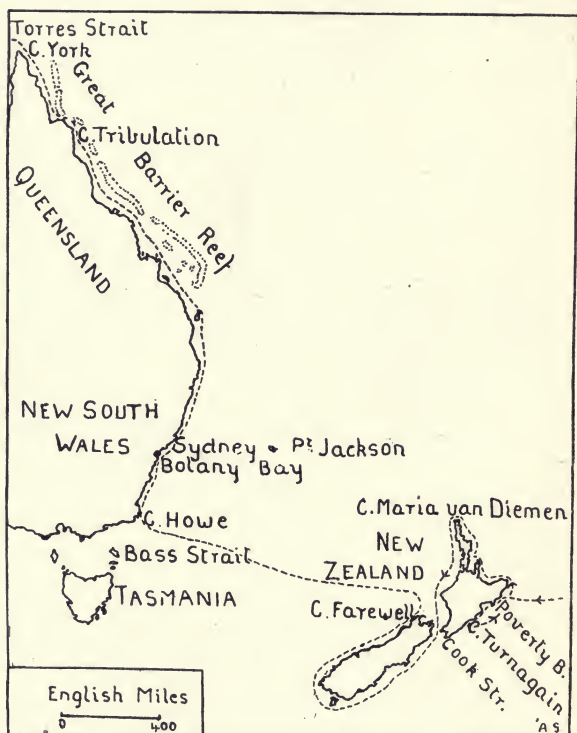 Torres Strait
C. York
Great
Barrier
Reef
C. Tribulation
QUEENSLAND
NEW SOUTH
WALES
Sydney & Pt. Jackson
Botany Bay
C. Howe
Bass Strait
TASMANIA
C. Maria van Diemen
NEW
ZEALAND
C. Farewell
Poverty B.
C. Turnagain
Cook Str.
English Miles
0 400
A S